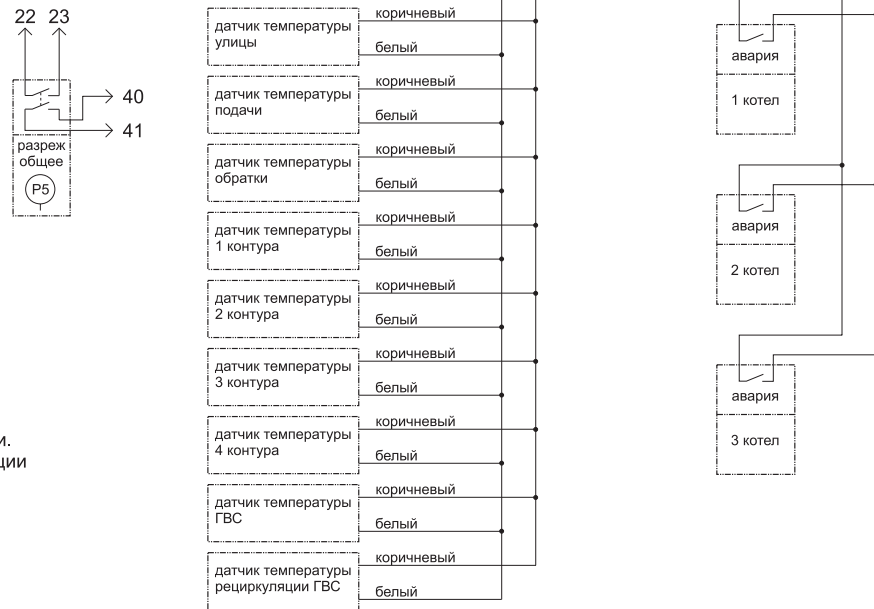 22 23
40
41
разреж
общее
P5
и.
ции
датчик температуры
улицы
коричневый
белый
датчик температуры
подачи
коричневый
белый
датчик температуры
обратки
коричневый
белый
датчик температуры
1 контура
коричневый
белый
датчик температуры
2 контура
коричневый
белый
датчик температуры
3 контура
коричневый
белый
датчик температуры
4 контура
коричневый
белый
датчик температуры
ГВС
коричневый
белый
датчик температуры
рециркуляции ГВС
коричневый
белый
авария
1 котел
авария
2 котел
авария
3 котел